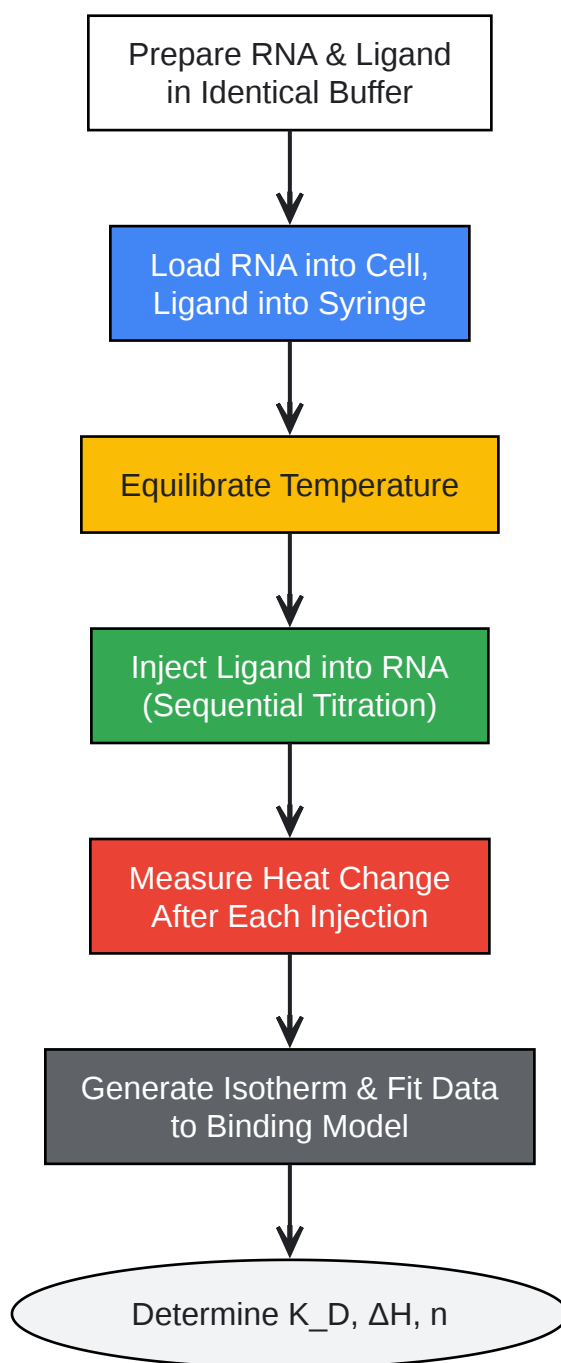 Prepare RNA & Ligand
in Identical Buffer
Load RNA into Cell,
Ligand into Syringe
Equilibrate Temperature
Inject Ligand into RNA
(Sequential Titration)
Measure Heat Change
After Each Injection
Generate Isotherm & Fit Data
to Binding Model
Determine K_D, ΔH, n